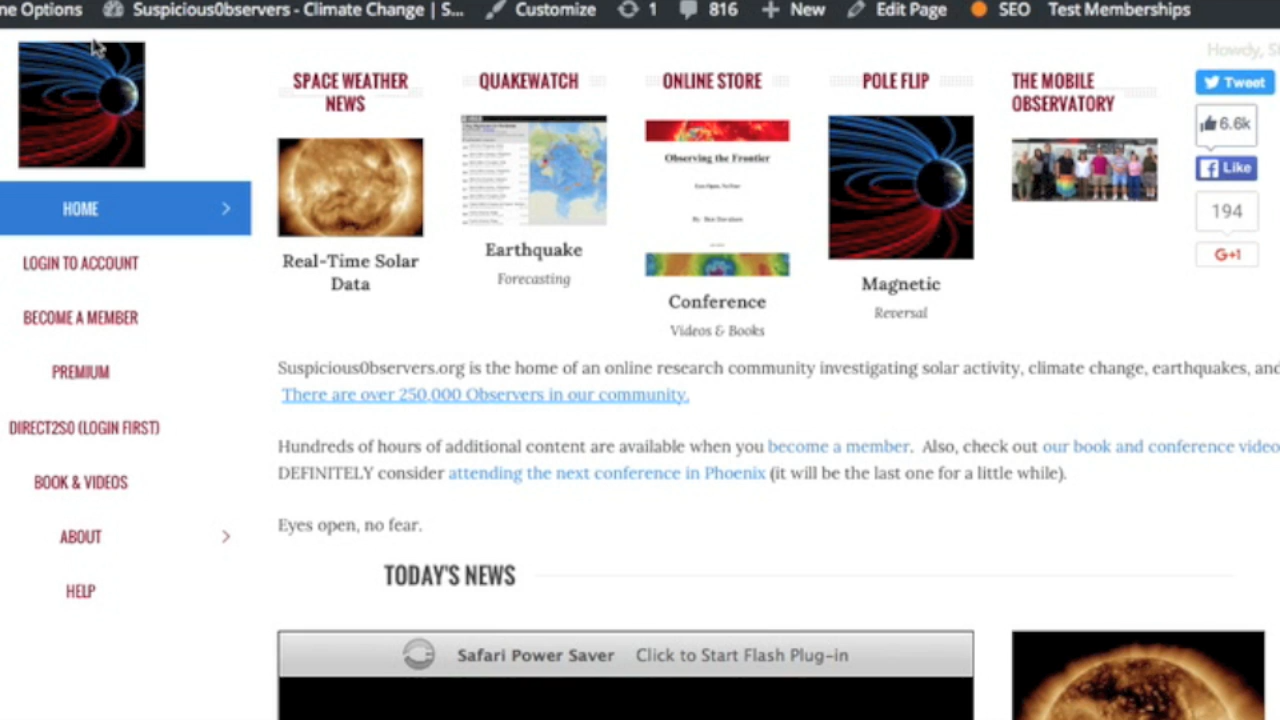 ne Options Suspicious0bservers - Climate Change | S... Customize 1 816 New Edit Page SEO Test Memberships
Howdy, S
SPACE WEATHER
NEWS
QUAKEWATCH
ONLINE STORE
POLE FLIP
THE MOBILE
OBSERVATORY
Tweet
6.6k
Like
194
G+1
Observing the Frontier
Real-Time Solar
Data
Earthquake
Forecasting
Conference
Videos & Books
Magnetic
Reversal
HOME
LOGIN TO ACCOUNT
BECOME A MEMBER
PREMIUM
DIRECT2S0 (LOGIN FIRST)
BOOK & VIDEOS
ABOUT
HELP
Suspicious0bservers.org is the home of an online research community investigating solar activity, climate change, earthquakes, and
There are over 250,000 Observers in our community.
Hundreds of hours of additional content are available when you become a member. Also, check out our book and conference video
DEFINITELY consider attending the next conference in Phoenix (it will be the last one for a little while).
Eyes open, no fear.
TODAY'S NEWS
Safari Power Saver Click to Start Flash Plug-in